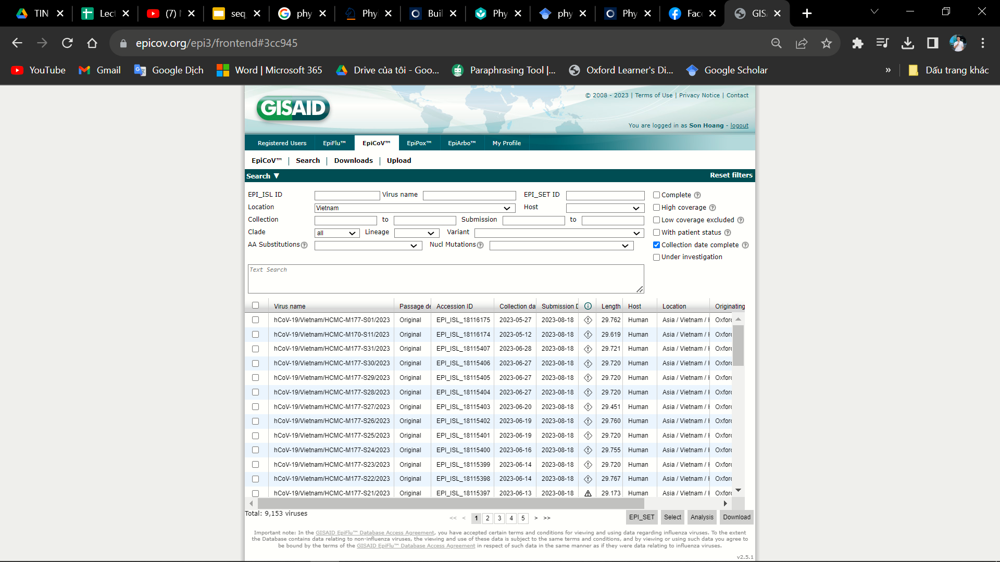 TIN
Lect
(7) N
seq_
phy
Phy
Buil
Phy
phy
Phy
Face
GISA
epicov.org/epi3/frontend#3cc945
YouTube Gmail Google Dịch Word | Microsoft 365 Drive của tôi - Goo... Paraphrasing Tool |... Oxford Learner's Di... Google Scholar » Dấu trang khác
© 2008 - 2023 | Terms of Use | Privacy Notice | Contact
GISAID
You are logged in as Son Hoang - logout
Registered Users EpiFlu™ EpiCoV™ EpiPox™ EpiArbo™ My Profile
EpiCoV™ Search Downloads Upload
Search ▼ Reset filters
EPI_ISL ID Virus name EPI_SET ID Complete
Location Vietnam Host High coverage
Collection to Submission to Low coverage excluded
Clade all Lineage Variant With patient status
AA Substitutions Nucl Mutations Collection date complete
Under investigation
Text Search
Virus name Passage de Accession ID Collection da Submission D Length Host Location Originating
hCoV-19/Vietnam/HCMC-M177-S01/2023 Original EPI_ISL_18116175 2023-05-27 2023-08-18 29.762 Human Asia / Vietnam / H Oxford
hCoV-19/Vietnam/HCMC-M170-S11/2023 Original EPI_ISL_18116174 2023-05-12 2023-08-18 29.619 Human Asia / Vietnam / H Oxford
hCoV-19/Vietnam/HCMC-M177-S31/2023 Original EPI_ISL_18115407 2023-06-28 2023-08-18 29.721 Human Asia / Vietnam / H Oxford
hCoV-19/Vietnam/HCMC-M177-S30/2023 Original EPI_ISL_18115406 2023-06-27 2023-08-18 29.720 Human Asia / Vietnam / H Oxford
hCoV-19/Vietnam/HCMC-M177-S29/2023 Original EPI_ISL_18115405 2023-06-27 2023-08-18 29.720 Human Asia / Vietnam / H Oxford
hCoV-19/Vietnam/HCMC-M177-S28/2023 Original EPI_ISL_18115404 2023-06-27 2023-08-18 29.720 Human Asia / Vietnam / H Oxford
hCoV-19/Vietnam/HCMC-M177-S27/2023 Original EPI_ISL_18115403 2023-06-20 2023-08-18 29.451 Human Asia / Vietnam / H Oxford
hCoV-19/Vietnam/HCMC-M177-S26/2023 Original EPI_ISL_18115402 2023-06-19 2023-08-18 29.760 Human Asia / Vietnam / H Oxford
hCoV-19/Vietnam/HCMC-M177-S25/2023 Original EPI_ISL_18115401 2023-06-19 2023-08-18 29.720 Human Asia / Vietnam / H Oxford
hCoV-19/Vietnam/HCMC-M177-S24/2023 Original EPI_ISL_18115400 2023-06-16 2023-08-18 29.755 Human Asia / Vietnam / H Oxford
hCoV-19/Vietnam/HCMC-M177-S23/2023 Original EPI_ISL_18115399 2023-06-14 2023-08-18 29.720 Human Asia / Vietnam / H Oxford
hCoV-19/Vietnam/HCMC-M177-S22/2023 Original EPI_ISL_18115398 2023-06-14 2023-08-18 29.767 Human Asia / Vietnam / H Oxford
hCoV-19/Vietnam/HCMC-M177-S21/2023 Original EPI_ISL_18115397 2023-06-13 2023-08-18 29.173 Human Asia / Vietnam / H Oxford
Total: 9,153 viruses << < 1 2 3 4 5 > >> EPI_SET Select Analysis Download
Important note: In the GISAID EpiFlu™ Database Access Agreement, you have accepted certain terms and conditions for viewing and using data regarding influenza viruses. To the extent
the Database contains data relating to non-influenza viruses, the viewing and use of these data is subject to the same terms and conditions, and by viewing or using such data you agree to
be bound by the terms of the GISAID EpiFlu™ Database Access Agreement in respect of such data in the same manner as if they were data relating to influenza viruses.
v2.5.1